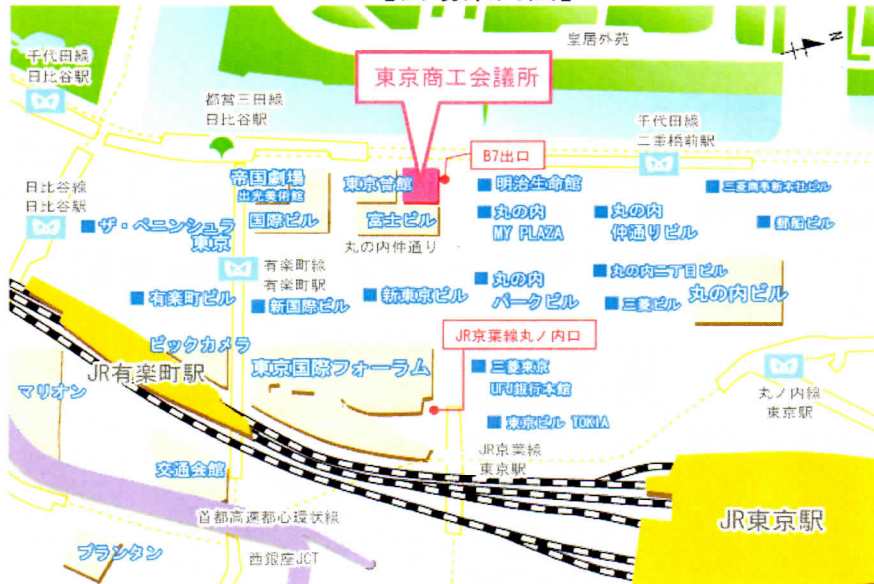 皇居外苑
N
千代田線
日比谷駅
都営三田線
日比谷駅
東京商工会議所
千代田線
二重橋前駅
B7出口
日比谷線
日比谷駅
帝国劇場
出光美術館
国際ビル
東京會館
富士ビル
明治生命館
三菱商事新本社ビル
ザ・ペニンシュラ
東京
丸の内
MY PLAZA
丸の内
仲通りビル
郵船ビル
丸の内仲通り
有楽町線
有楽町駅
有楽町ビル
新国際ビル
新東京ビル
丸の内
パークビル
丸の内二丁目ビル
三菱ビル
丸の内ビル
ビックカメラ
JR有楽町駅
東京国際フォーラム
JR京葉線丸ノ内口
三菱東京
UFJ銀行本館
マリオン
丸ノ内線
東京駅
東京ビル TOKIA
JR京葉線
東京駅
交通会館
首都高速都心環状線
JR東京駅
プランタン
西銀座JCT